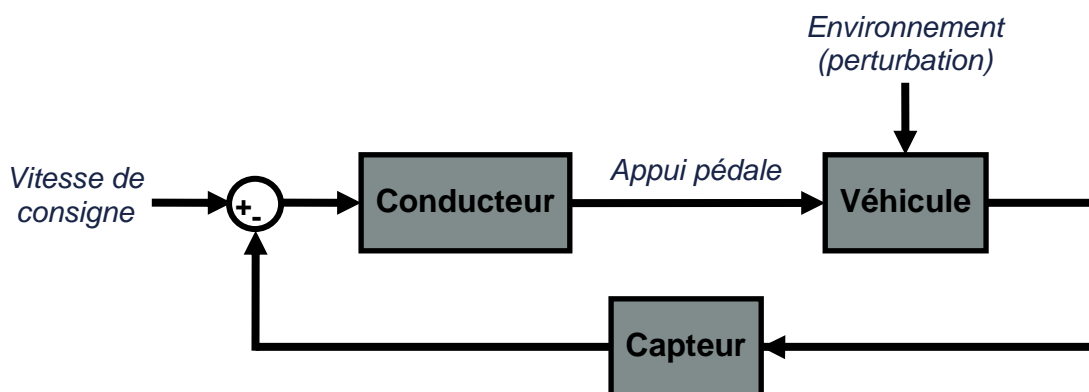 Environnement
(perturbation)
Vitesse de
consigne
+
-
Conducteur
Appui pédale
Véhicule
Capteur